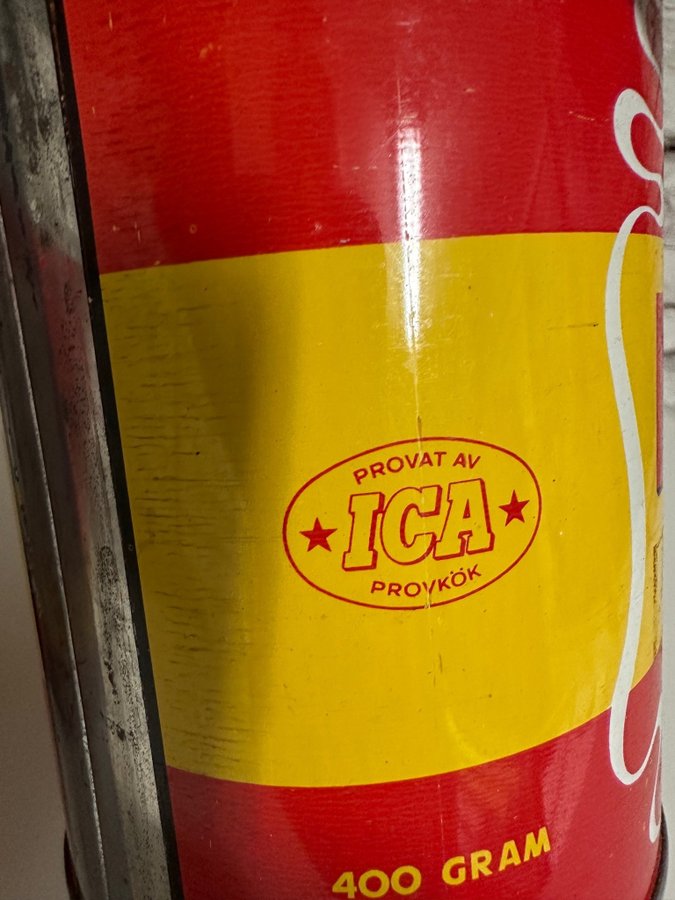 PROVAT AV
ICA
PROVKÖK
400 GRAM